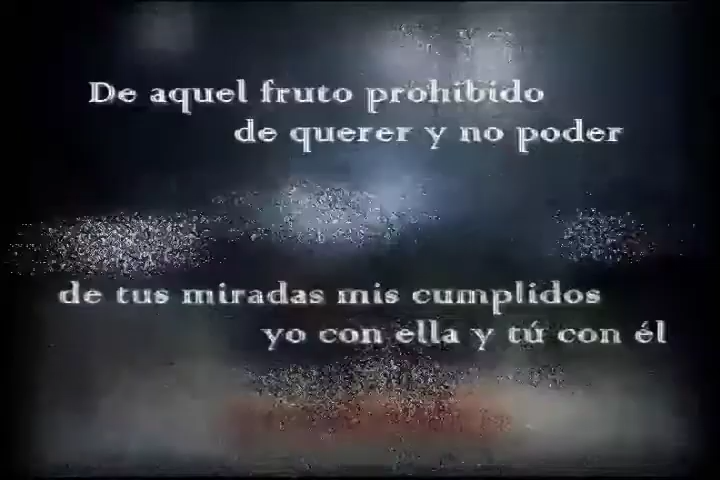 De aquel fruto prohibido
de querer y no poder
de tus miradas mis cumplidos
yo con ella y tú con él